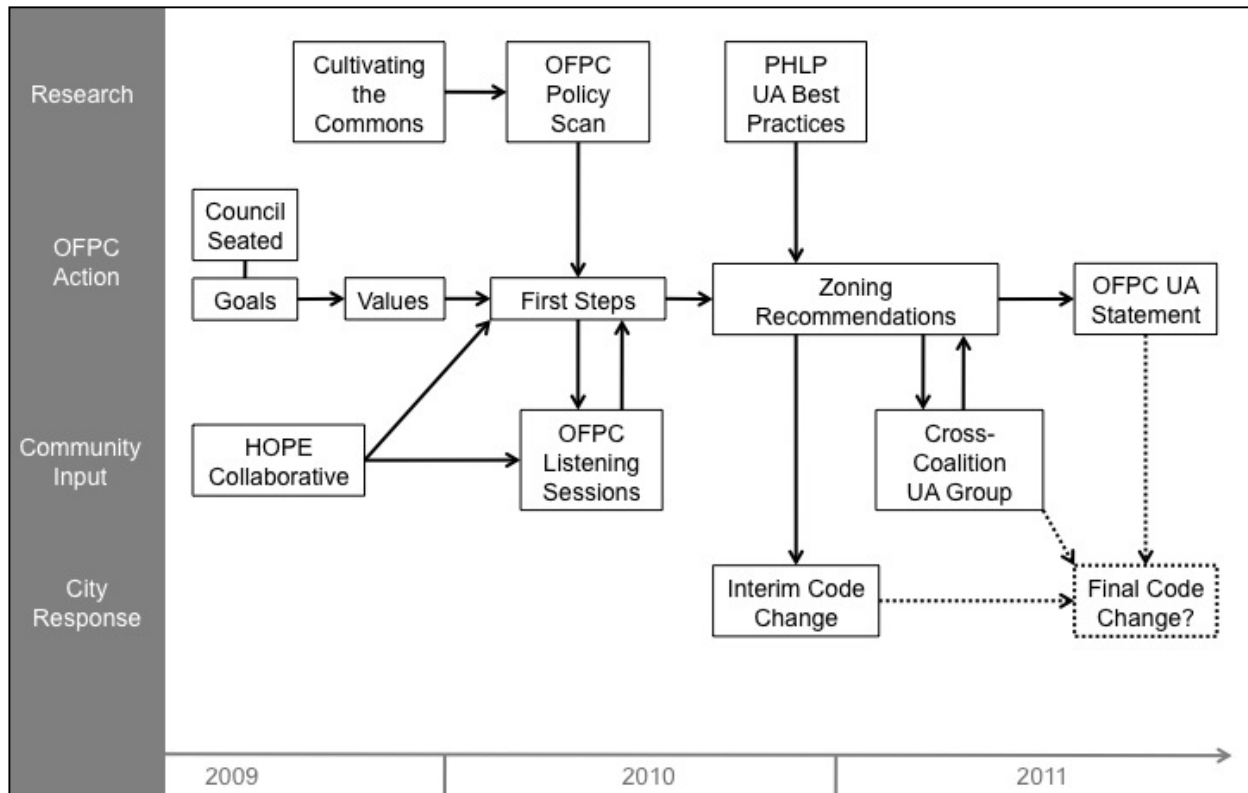 Research
Cultivating
the
Commons
OFPC
Policy
Scan
PHLP
UA Best
Practices
OFPC
Action
Council
Seated
Goals
Values
First Steps
Zoning
Recommendations
OFPC UA
Statement
Community
Input
HOPE
Collaborative
OFPC
Listening
Sessions
Cross-
Coalition
UA Group
City
Response
Interim Code
Change
Final Code
Change?
2009
2010
2011